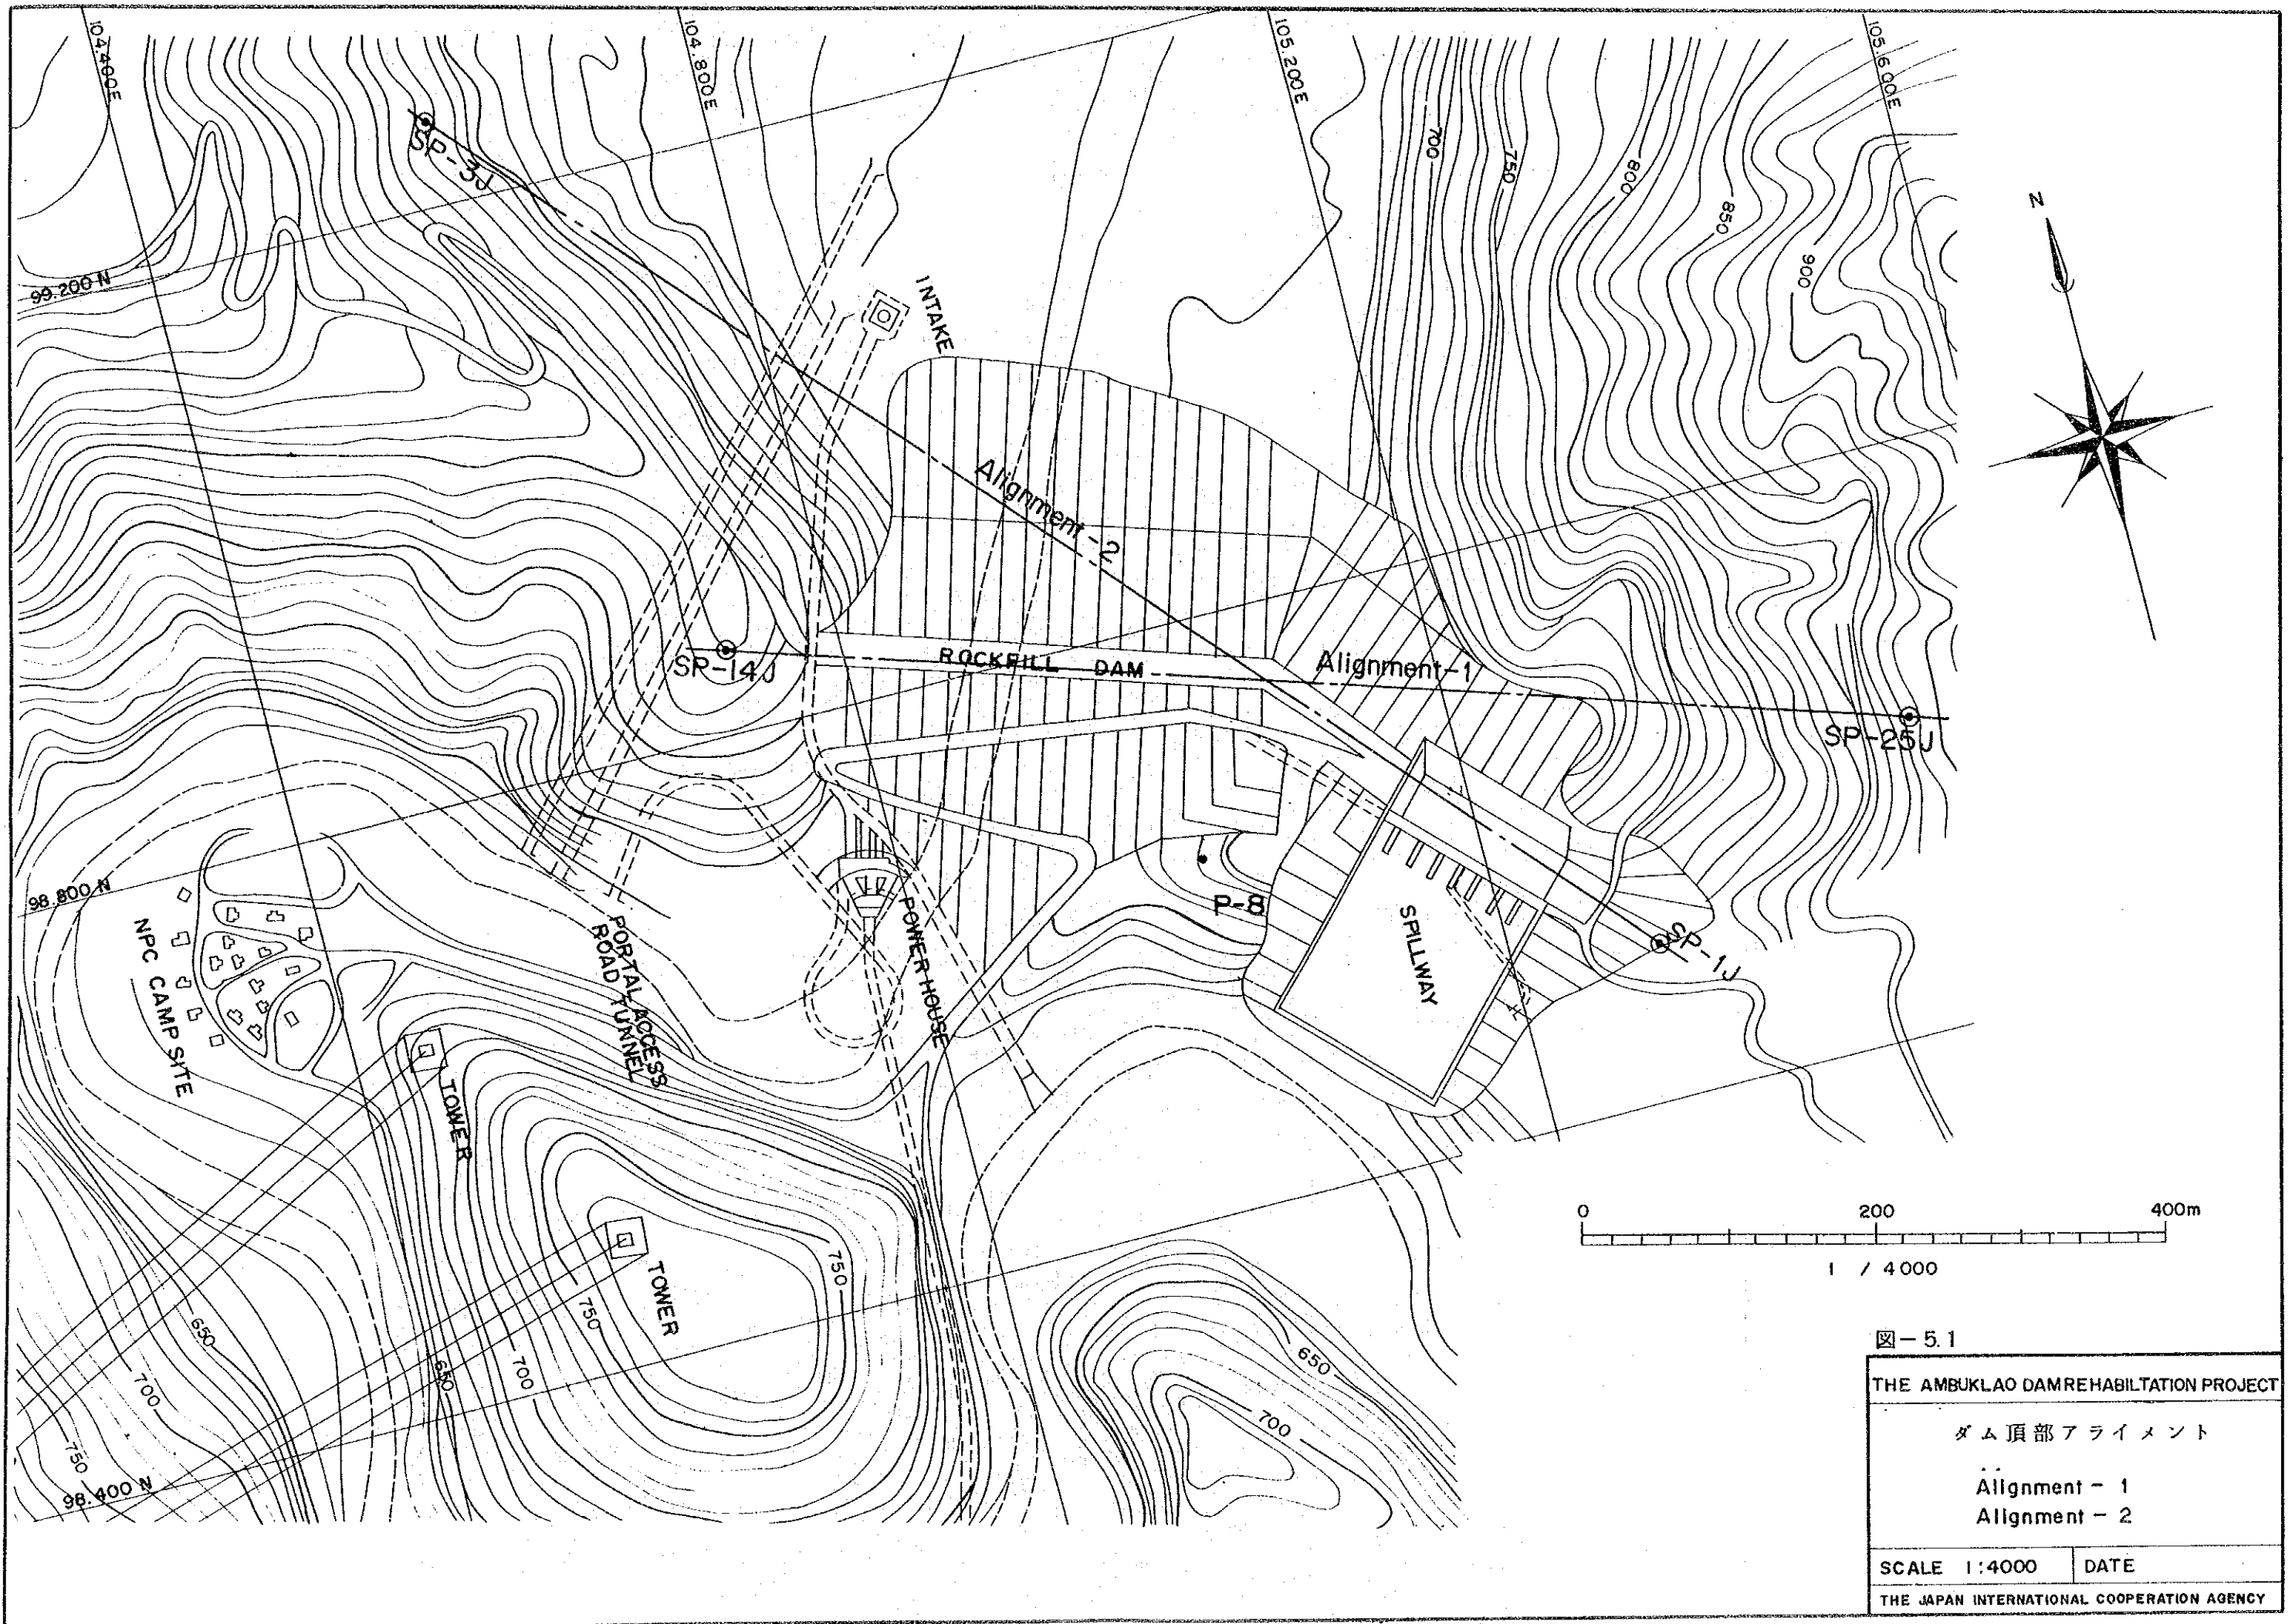 104.400E
104.800E
105.200E
105.600E
SP-3J
700
750
800
850
900
N
99.200 N
INTAKE
Alignment-2
SP-14J
ROCKFILL DAM
Alignment-1
SP-25J
98.800 N
NPC CAMP SITE
PORTAL ACCESS
ROAD TUNNEL
POWER HOUSE
P-8
SPILLWAY
SP-1J
TOWER
TOWER
750
750
650
700
750
650
700
650
700
98.400 N
0 200 400m
1 / 4000
図-5.1
THE AMBUKLAO DAMREHABILTATION PROJECT
ダム頂部アライメント
Alignment - 1
Alignment - 2
SCALE 1:4000 DATE
THE JAPAN INTERNATIONAL COOPERATION AGENCY